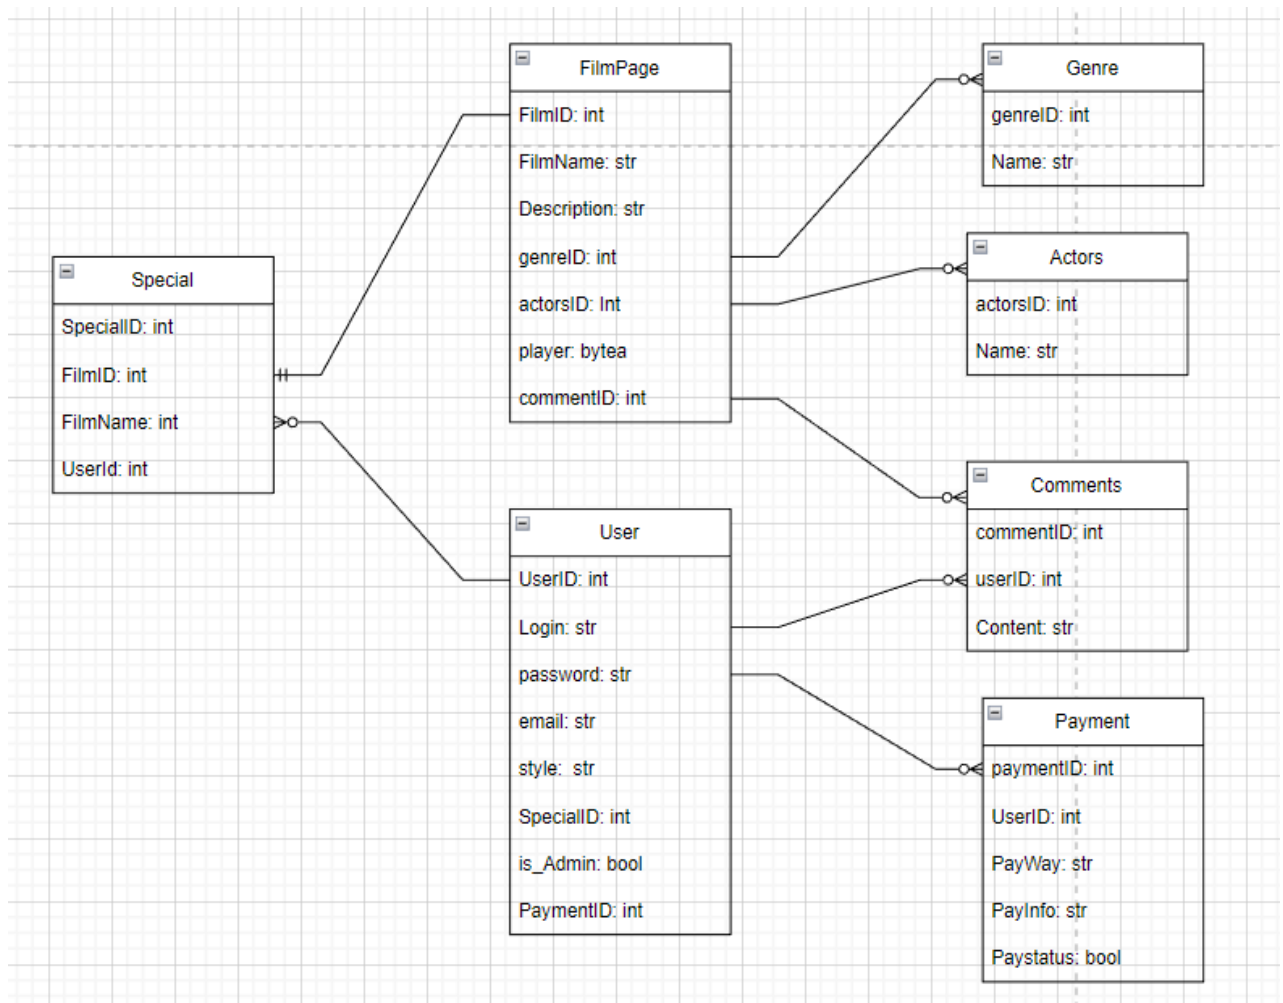 FilmPage
FilmID: int
FilmName: str
Description: str
genreID: int
actorsID: Int
player: bytea
commentID: int
Genre
genreID: int
Name: str
Actors
actorsID: int
Name: str
Special
SpecialID: int
FilmID: int
FilmName: int
UserId: int
Comments
commentID: int
userID: int
Content: str
User
UserID: int
Login: str
password: str
email: str
style:  str
SpecialID: int
is_Admin: bool
PaymentID: int
Payment
paymentID: int
UserID: int
PayWay: str
PayInfo: str
Paystatus: bool